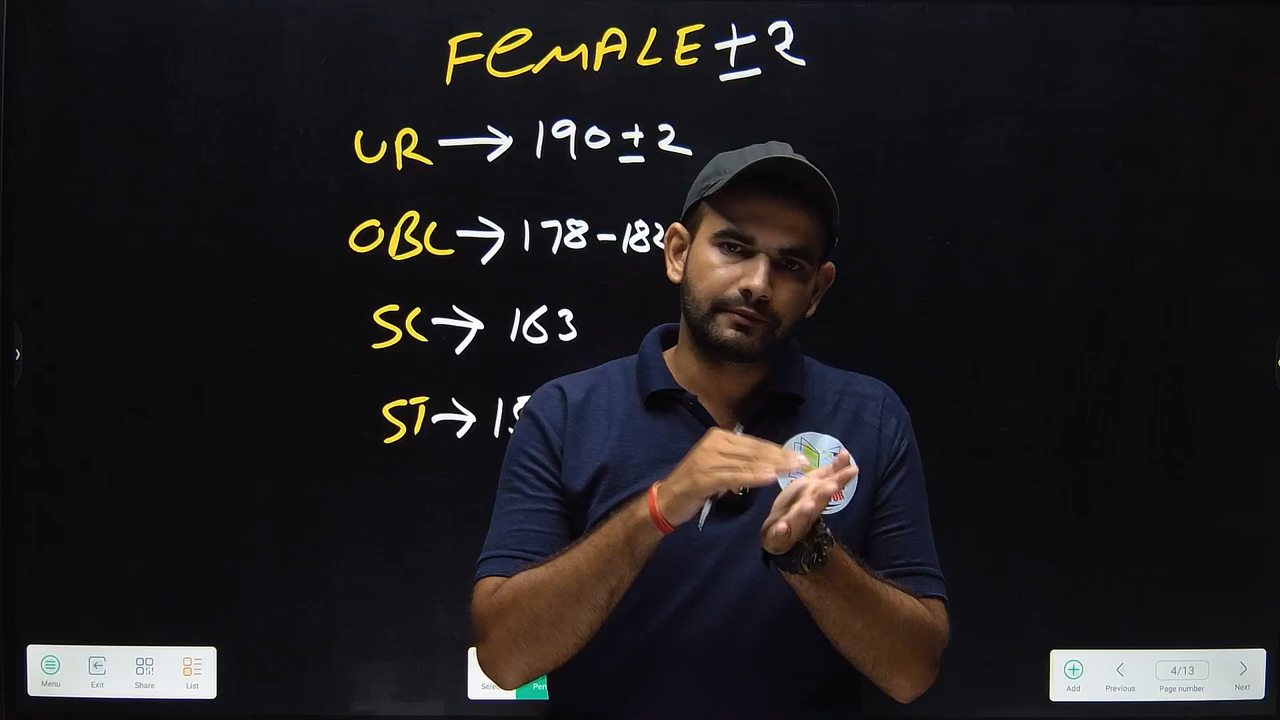 FEMALE ± 2
UR → 190 ± 2
OBC → 178-182
SC → 163
ST →
Menu
Exit
Share
List
Add
Previous
4/13
Page number
Next